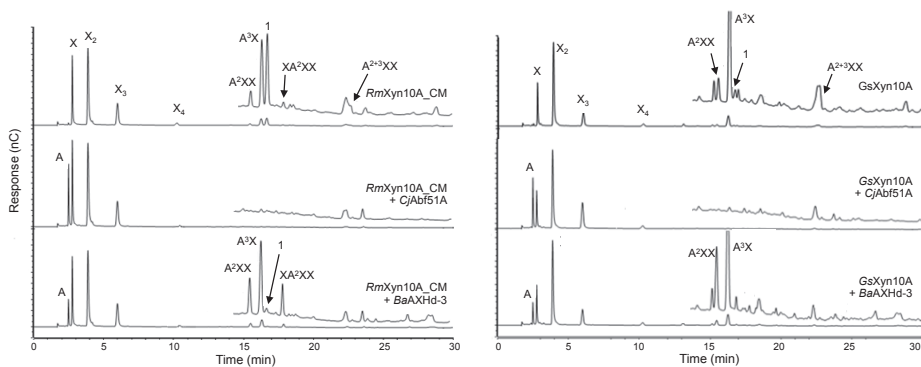 Response (nC)
X
X2
X3
X4
A3X
1
A2XX
XA2XX
A2+3XX
RmXyn10A_CM
A
RmXyn10A_CM
+ CjAbf51A
A
A2XX
A3X
1
XA2XX
RmXyn10A_CM
+ BaAXHd-3
0 5 10 15 20 25 30
Time (min)
Response (nC)
X
X2
X3
X4
A3X
A2XX
1
A2+3XX
GsXyn10A
A
GsXyn10A
+ CjAbf51A
A
A2XX
A3X
GsXyn10A
+ BaAXHd-3
0 5 10 15 20 25 30
Time (min)